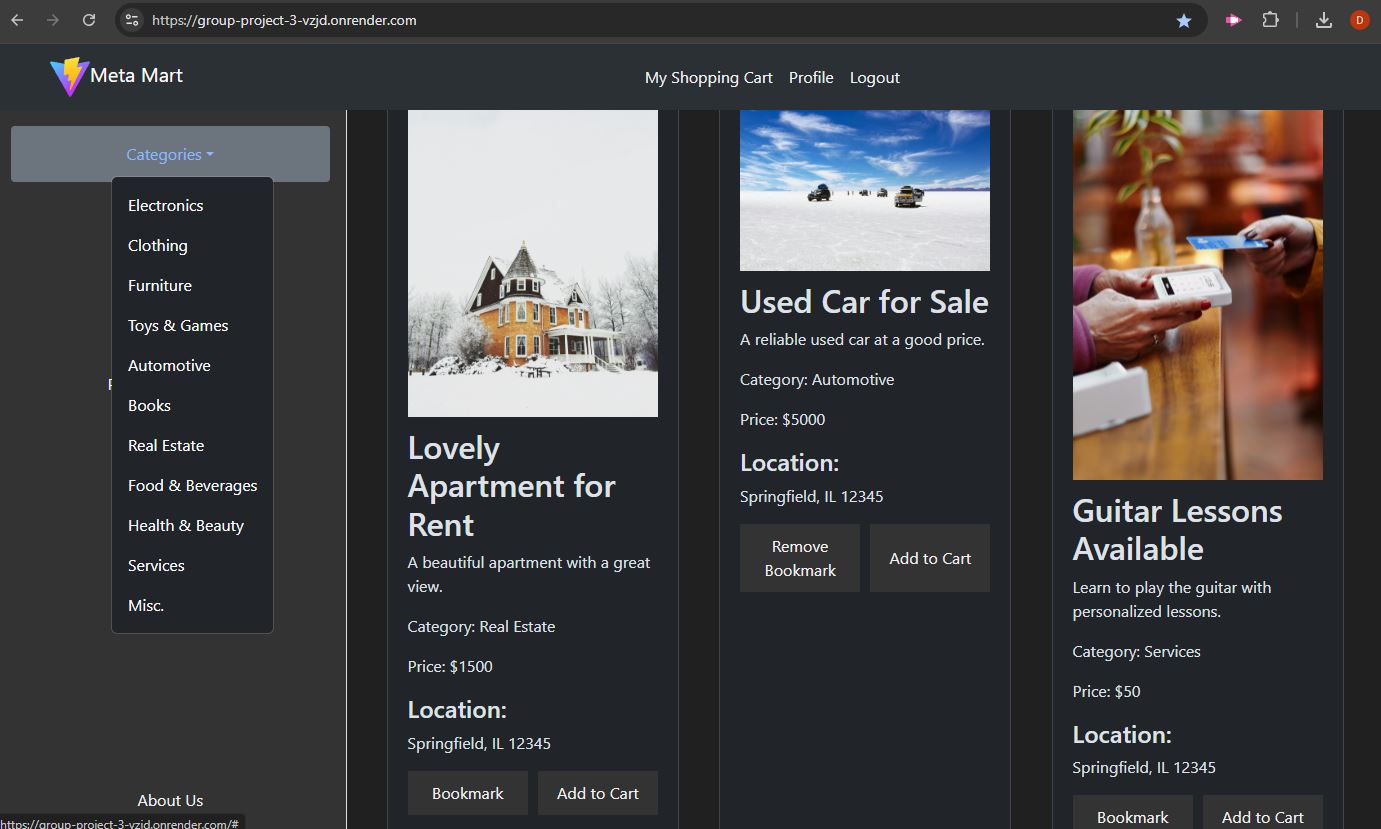 https://group-project-3-vzjd.onrender.com
D
Meta Mart
My Shopping Cart
Profile
Logout
Categories
Electronics
Clothing
Furniture
Toys & Games
Automotive
Books
Real Estate
Food & Beverages
Health & Beauty
Services
Misc.
About Us
https://group-project-3-vzjd.onrender.com/#
Lovely
Apartment for
Rent
A beautiful apartment with a great
view.
Category: Real Estate
Price: $1500
Location:
Springfield, IL 12345
Bookmark
Add to Cart
Used Car for Sale
A reliable used car at a good price.
Category: Automotive
Price: $5000
Location:
Springfield, IL 12345
Remove
Bookmark
Add to Cart
Guitar Lessons
Available
Learn to play the guitar with
personalized lessons.
Category: Services
Price: $50
Location:
Springfield, IL 12345
Bookmark
Add to Cart